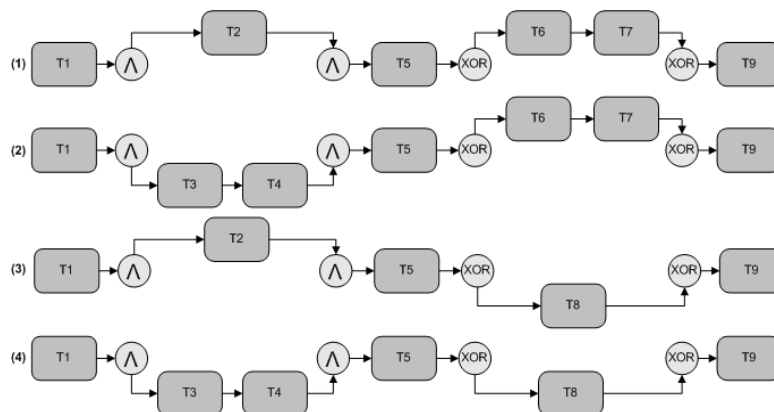 (1) T1 Λ T2 Λ T5 XOR T6 T7 XOR T9
(2) T1 Λ T3 T4 Λ T5 XOR T6 T7 XOR T9
(3) T1 Λ T2 Λ T5 XOR T8 XOR T9
(4) T1 Λ T3 T4 Λ T5 XOR T8 XOR T9